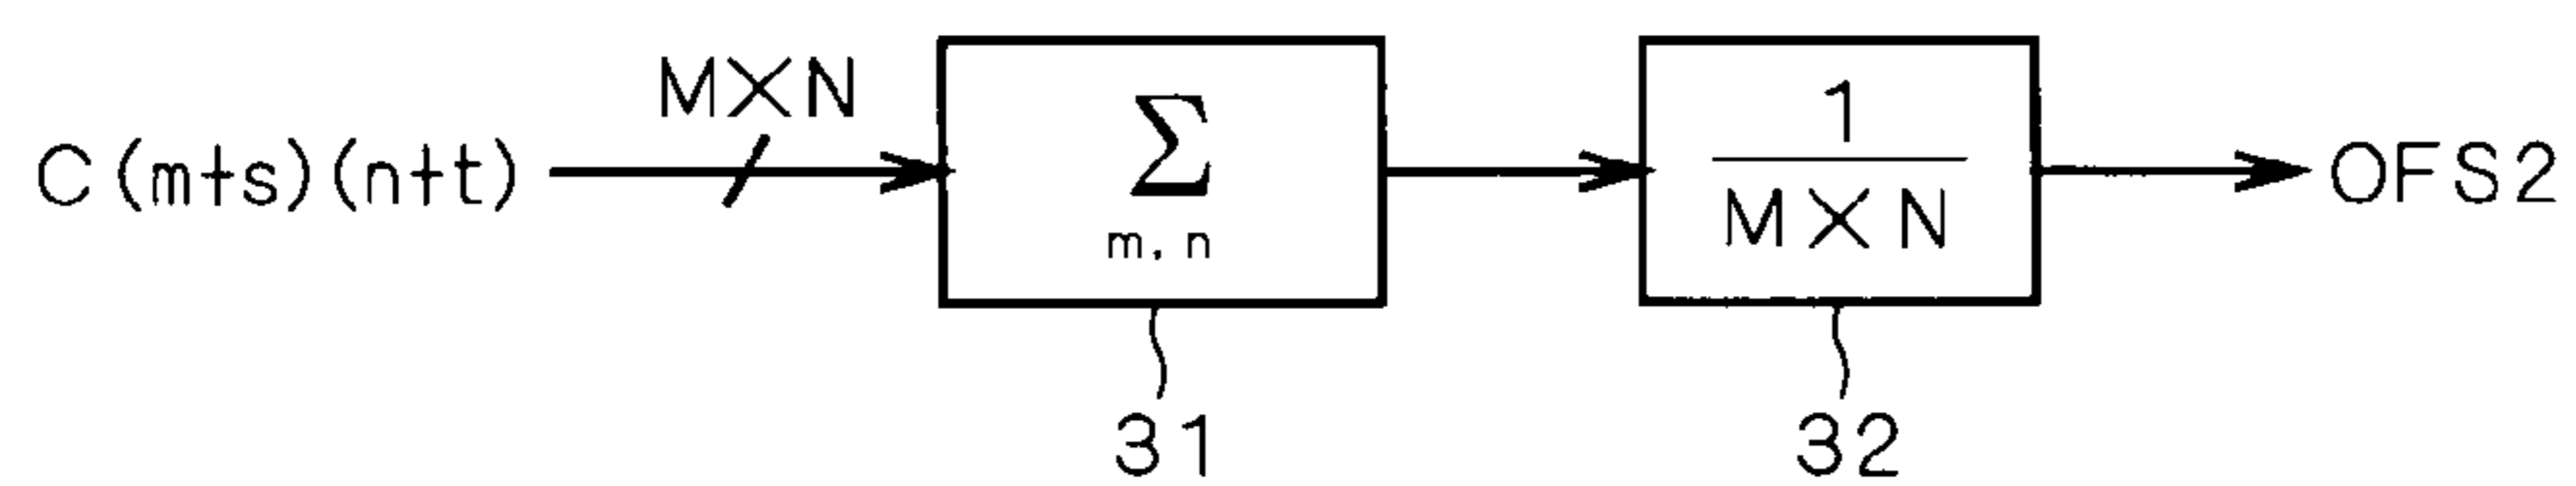 M×N
C(m+s)(n+t)
Σ
m, n
1
M×N
OFS2
31
32